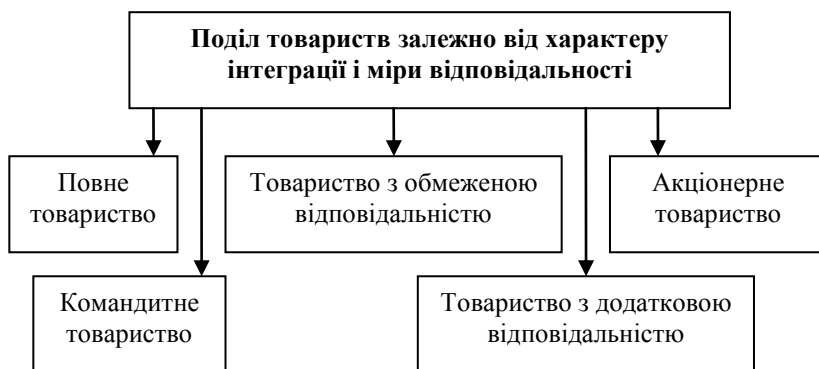 Поділ товариств залежно від характеру
інтеграції і міри відповідальності
Повне
товариство
Товариство з обмеженою
відповідальністю
Акціонерне
товариство
Командитне
товариство
Товариство з додатковою
відповідальністю